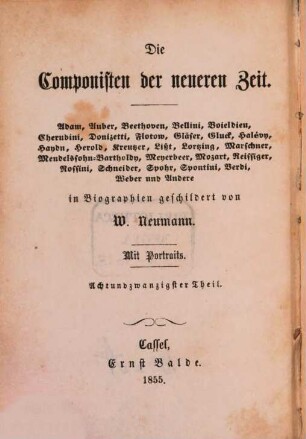 Die
Componisten der neueren Zeit.
Adam, Auber, Beethoven, Bellini, Boieldieu,
Cherubini, Donizetti, Flotow, Gläser, Gluck, Halévy,
Haydn, Herold, Kreutzer, Lißt, Lortzing, Marschner,
Mendelssohn-Bartholdy, Meyerbeer, Mozart, Reissiger,
Rossini, Schneider, Spohr, Spontini, Verdi,
Weber und Andere
in Biographien geschildert von
W. Neumann.
Mit Portraits.
Achtundzwanzigster Theil.
Cassel,
Ernst Balde.
1855.